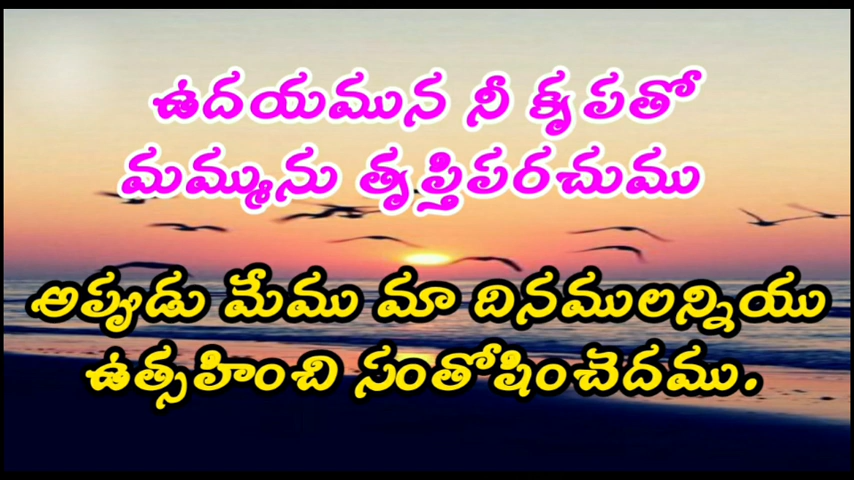 ఉదయమున నీ కృపతో
మమ్మును తృప్తిపరచుము
అప్వుడు మేము మా దినములన్నియు
ఉత్సహించి సంతోషించెదము.